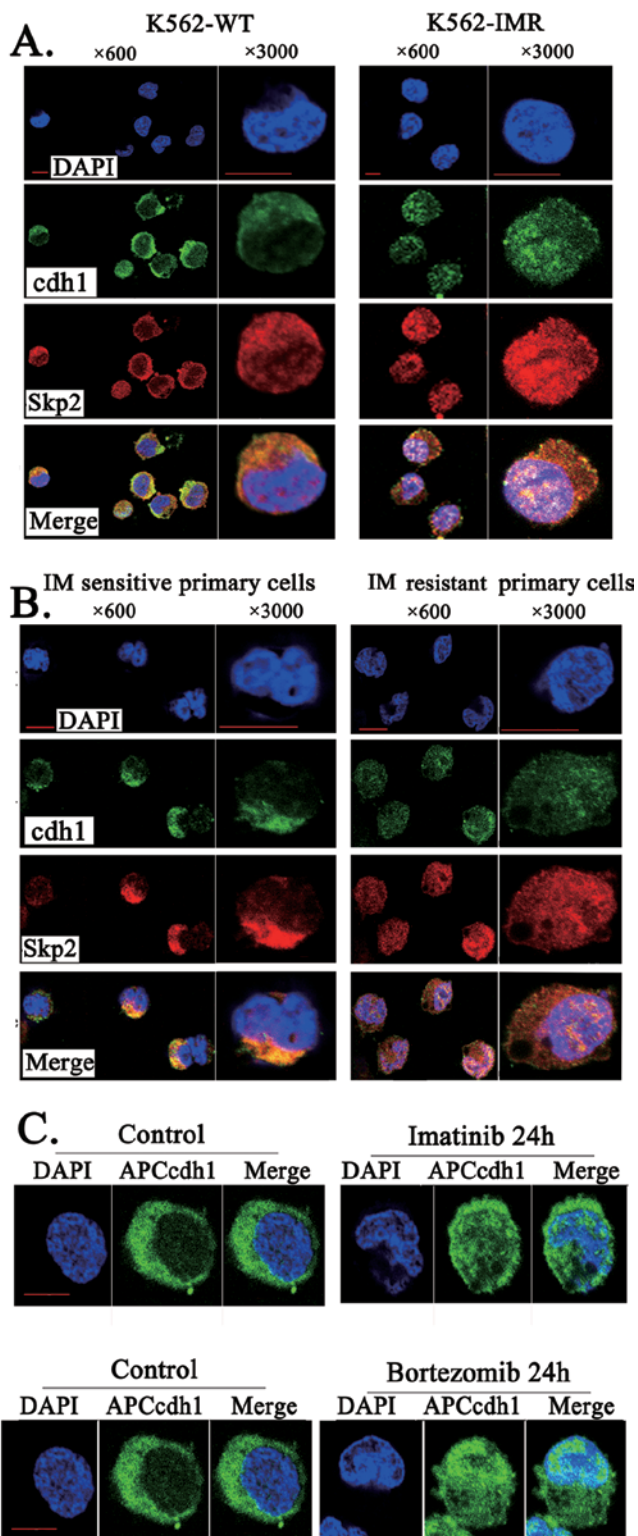 A.
K562-WT
K562-IMR
×600
×3000
×600
×3000
DAPI
cdh1
Skp2
Merge
B.
IM sensitive primary cells
IM resistant primary cells
×600
×3000
×600
×3000
DAPI
cdh1
Skp2
Merge
C.
Control
Imatinib 24h
DAPI APCcdh1 Merge
DAPI APCcdh1 Merge
Control
Bortezomib 24h
DAPI APCcdh1 Merge
DAPI APCcdh1 Merge